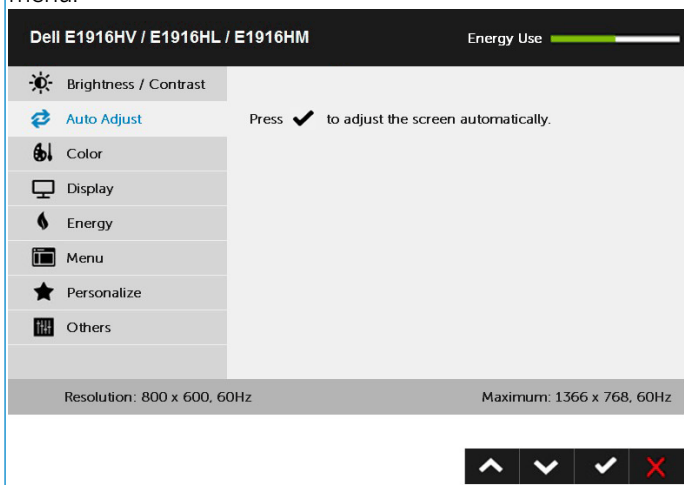 menu.
Dell E1916HV / E1916HL / E1916HM
Energy Use
Brightness / Contrast
Auto Adjust
Press ✔ to adjust the screen automatically.
Color
Display
Energy
Menu
Personalize
Others
Resolution: 800 x 600, 60Hz
Maximum: 1366 x 768, 60Hz